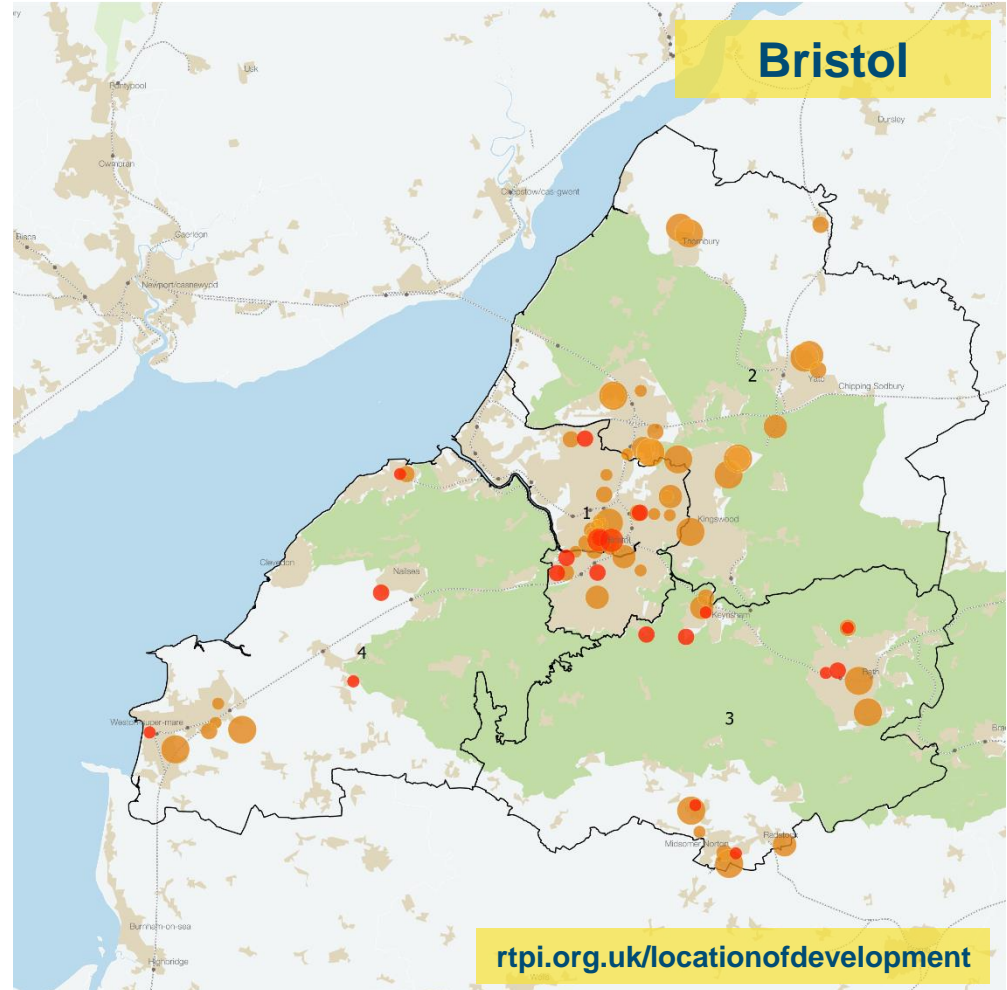 Bristol
Usk
Pontypool
Dursley
Cwmbran
Chepstow/cas-gwent
Caerleon
Risca
Thornbury
Newport/casnewydd
2
Yate
Chipping Sodbury
1
Kingswood
Bristol
Clevedon
Nailsea
Keynsham
4
Bath
3
Weston-super-mare
Midsomer Norton
Radstock
Burnham-on-sea
Highbridge
rtpi.org.uk/locationofdevelopment